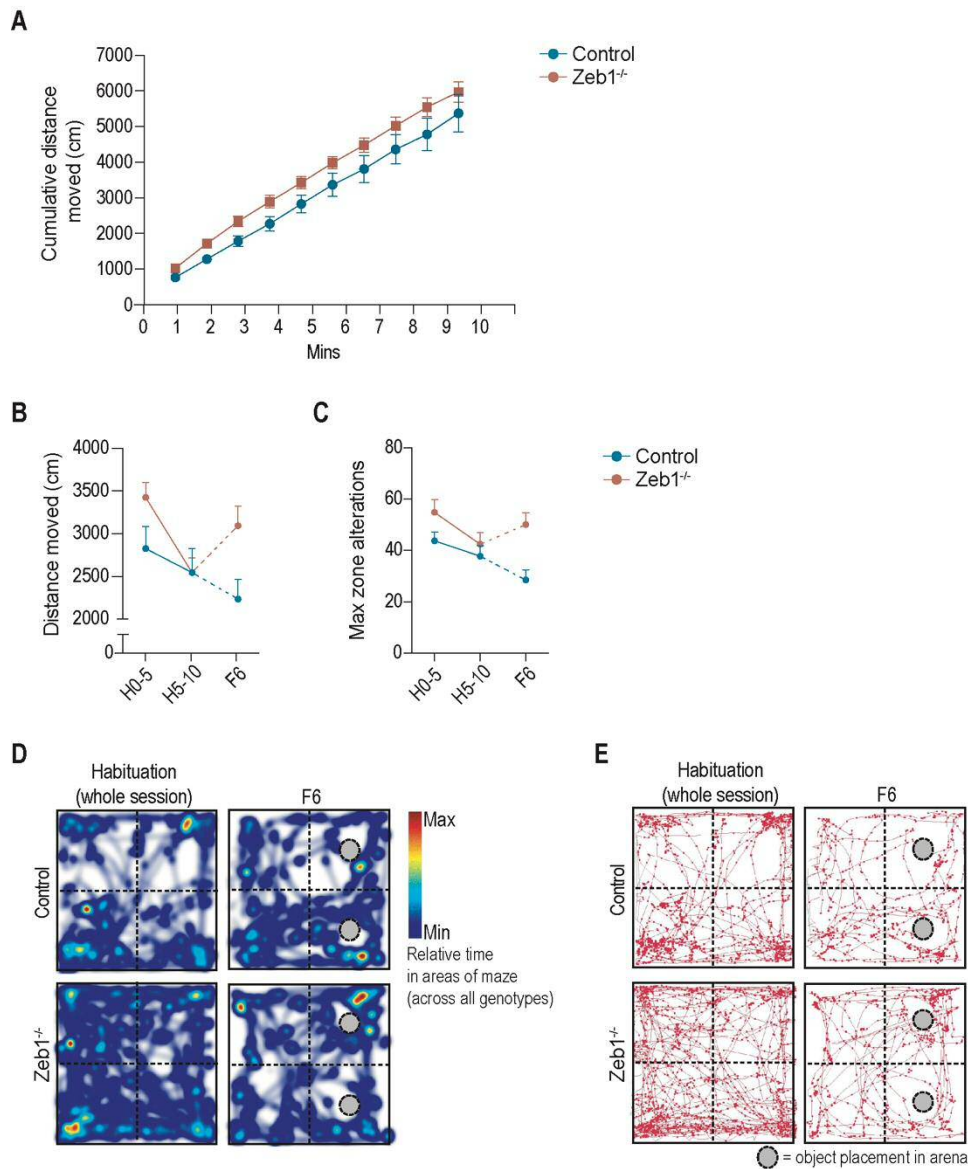 A
Control
Zeb1-/-
Cumulative distance
moved (cm)
7000
6000
5000
4000
3000
2000
1000
0
0 1 2 3 4 5 6 7 8 9 10
Mins
B
Distance moved (cm)
4000
3500
3000
2500
2000
0
H0-5 H5-10 F6
C
Max zone alterations
80
60
40
20
0
H0-5 H5-10 F6
Control
Zeb1-/-
D
Habituation
(whole session)
F6
Control
Zeb1-/-
Max
Min
Relative time
in areas of maze
(across all genotypes)
E
Habituation
(whole session)
F6
Control
Zeb1-/-
= object placement in arena